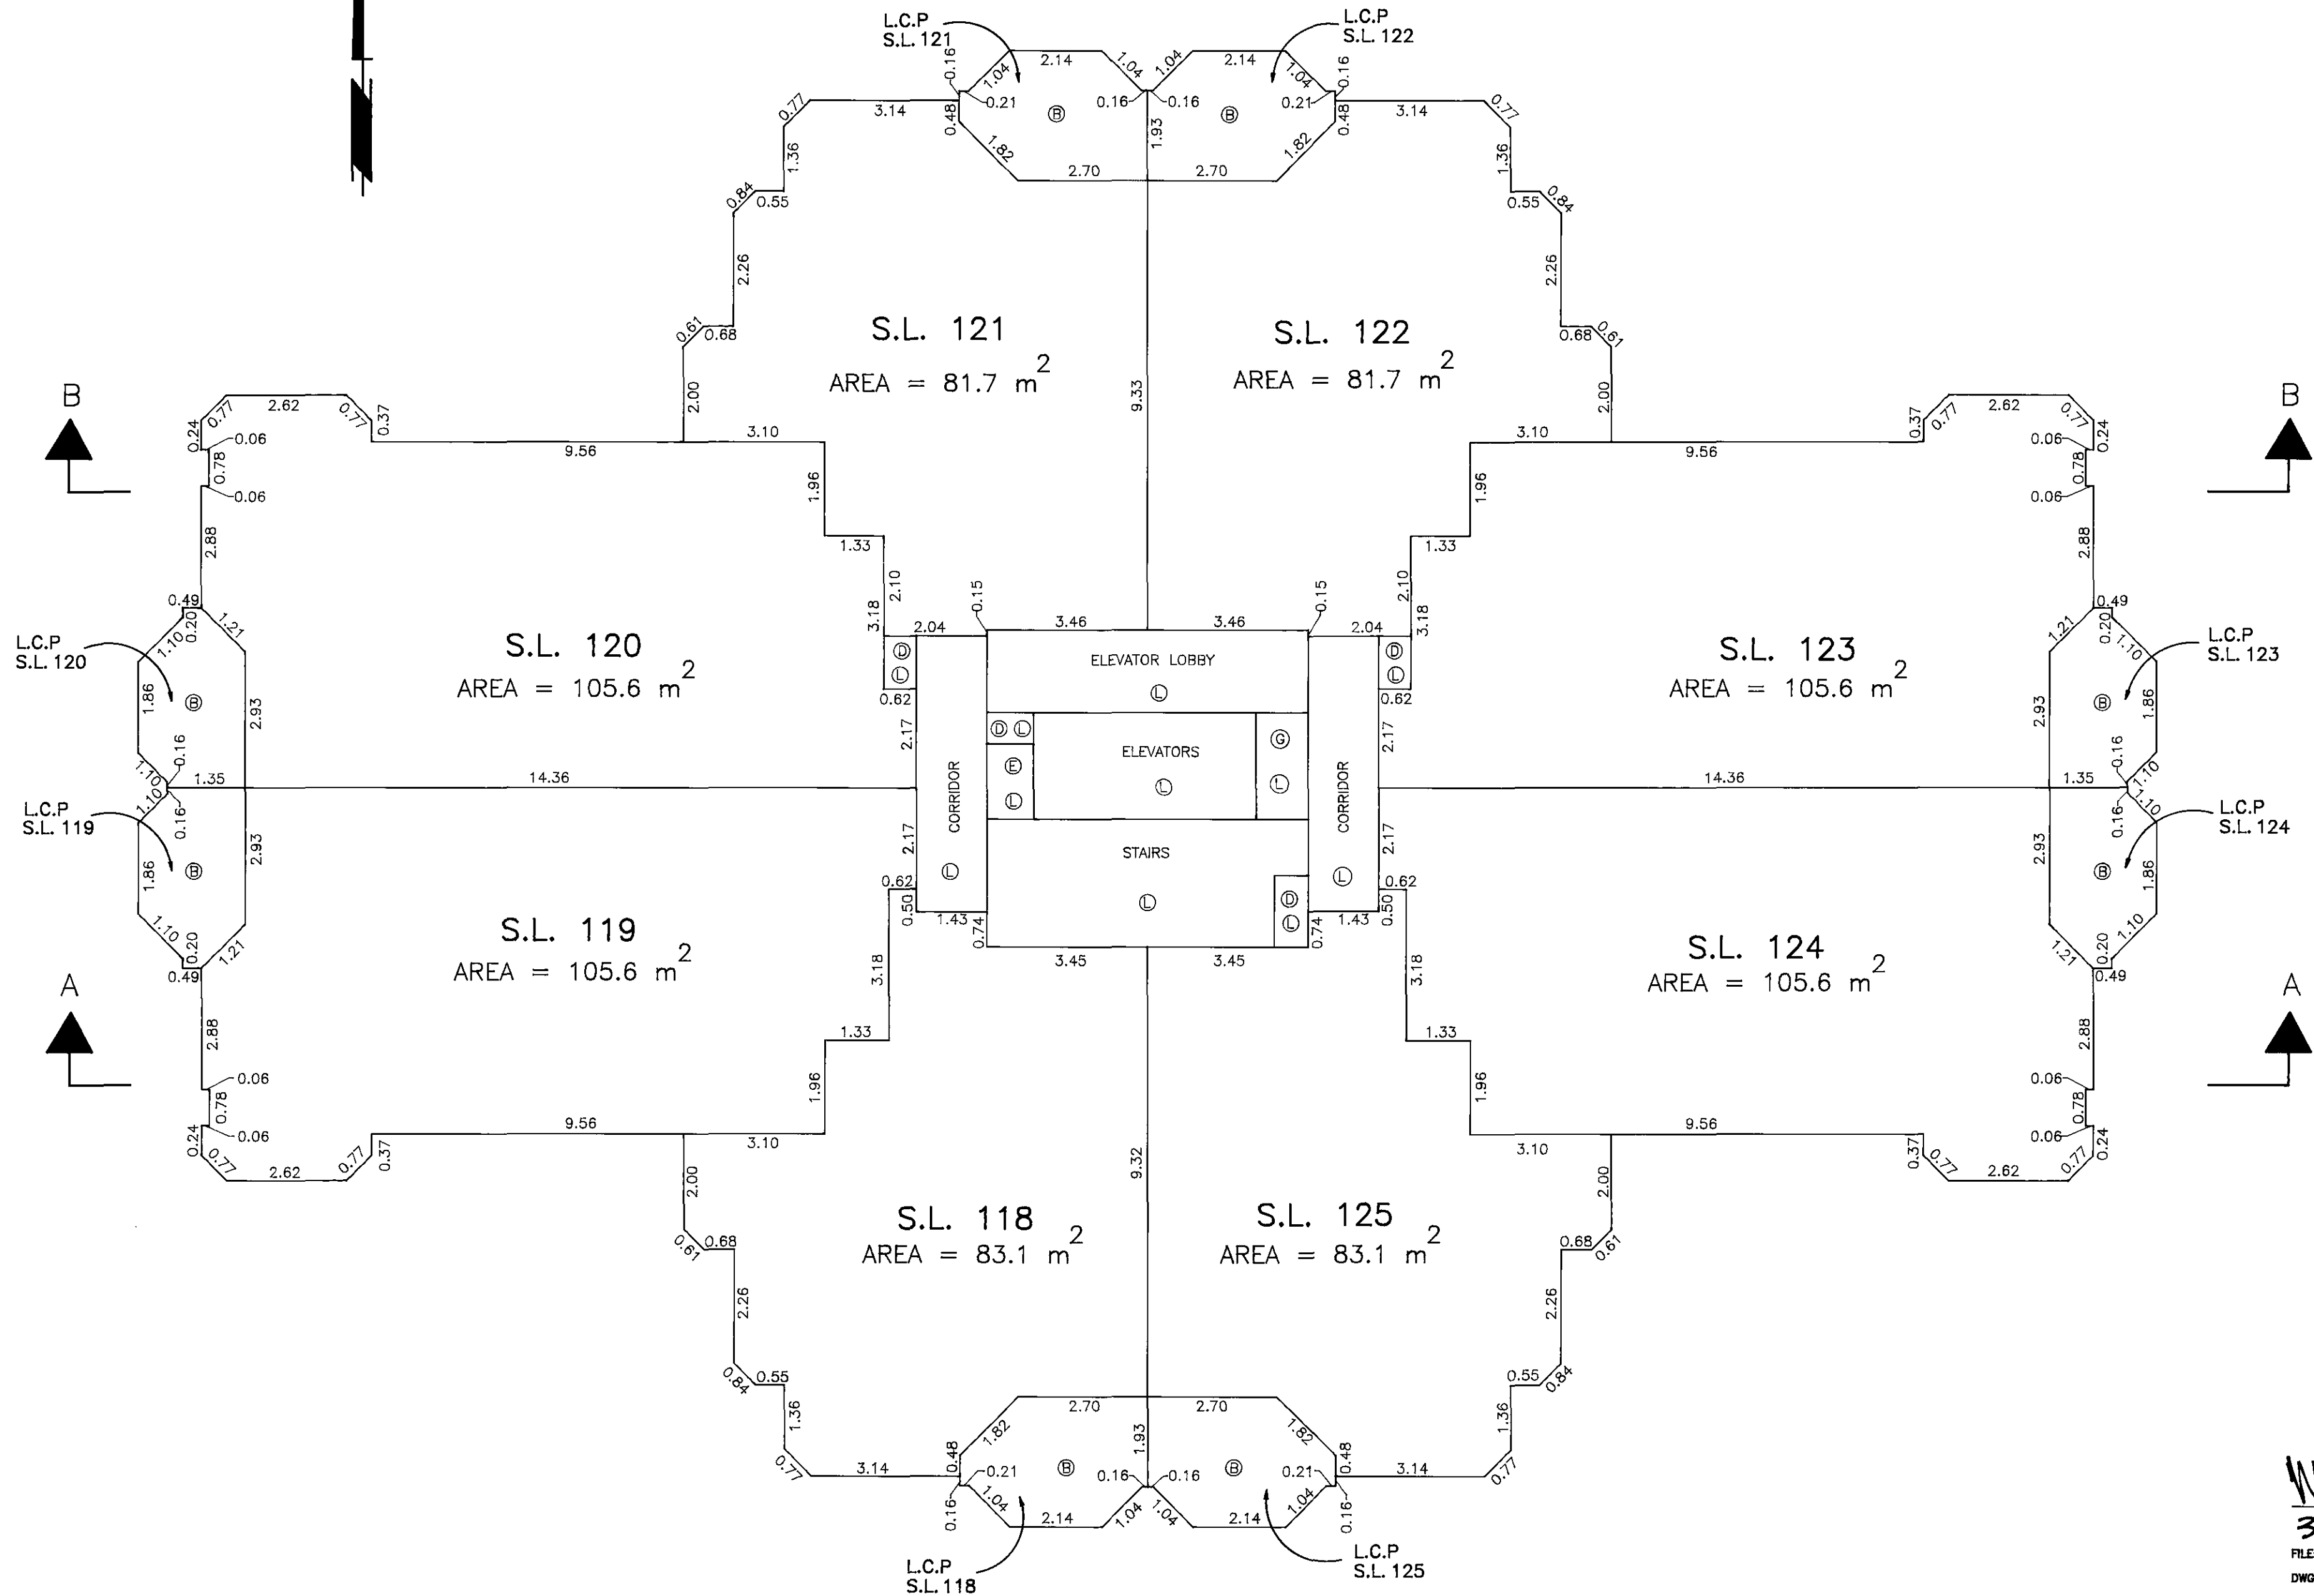 L.C.P
S.L. 121
L.C.P
S.L. 122
0.16
1.04
2.14
1.04
1.04
2.14
1.04
0.16
0.77
3.14
0.48
0.21
0.16
0.16
0.21
0.48
3.14
0.77
1.36
1.82
1.93
1.82
1.36
2.70
2.70
0.84
0.55
0.55
0.84
2.26
2.26
S.L. 121
AREA = 81.7 m2
S.L. 122
AREA = 81.7 m2
0.61
0.68
0.68
0.61
2.00
9.33
2.00
B
B
0.77
2.62
0.77
0.37
0.37
0.77
2.62
0.77
0.24
0.06
0.06
0.24
9.56
3.10
3.10
9.56
0.78
0.78
0.06
0.06
1.96
1.96
2.88
1.33
1.33
2.88
2.10
0.15
0.15
2.10
0.49
0.20
1.21
3.18
2.04
3.46
3.46
2.04
3.18
1.21
0.20
0.49
L.C.P
S.L. 120
1.10
S.L. 120
AREA = 105.6 m2
D
L
ELEVATOR LOBBY
L
D
L
S.L. 123
AREA = 105.6 m2
1.10
L.C.P
S.L. 123
1.86
B
2.93
0.62
0.62
2.93
B
1.86
2.17
D L
ELEVATORS
L
G
L
2.17
E
L
1.10
0.16
1.35
14.36
CORRIDOR
L
CORRIDOR
L
14.36
1.35
0.16
1.10
1.10
0.16
0.16
1.10
L.C.P
S.L. 119
L.C.P
S.L. 124
1.86
B
2.93
2.17
STAIRS
L
2.17
2.93
B
1.86
0.62
0.50
1.43
0.74
D
L
0.74
1.43
0.62
0.50
1.10
0.20
0.49
1.21
S.L. 119
AREA = 105.6 m2
3.18
3.45
3.45
3.18
S.L. 124
AREA = 105.6 m2
1.21
0.20
1.10
0.49
A
A
2.88
1.33
1.33
2.88
0.06
0.78
0.06
0.24
1.96
1.96
0.06
0.78
0.06
0.24
9.56
3.10
3.10
9.56
0.77
2.62
0.77
0.37
0.37
0.77
2.62
0.77
2.00
9.32
2.00
S.L. 118
AREA = 83.1 m2
S.L. 125
AREA = 83.1 m2
0.61
0.68
0.68
0.61
2.26
2.26
0.84
0.55
0.55
0.84
1.36
2.70
2.70
1.36
1.82
1.93
1.82
0.77
3.14
0.48
0.21
B
0.16
0.16
B
0.21
0.48
3.14
0.77
0.16
1.04
2.14
1.04
1.04
2.14
1.04
0.16
L.C.P
S.L. 118
L.C.P
S.L. 125
B
B
3
FILE
DWG